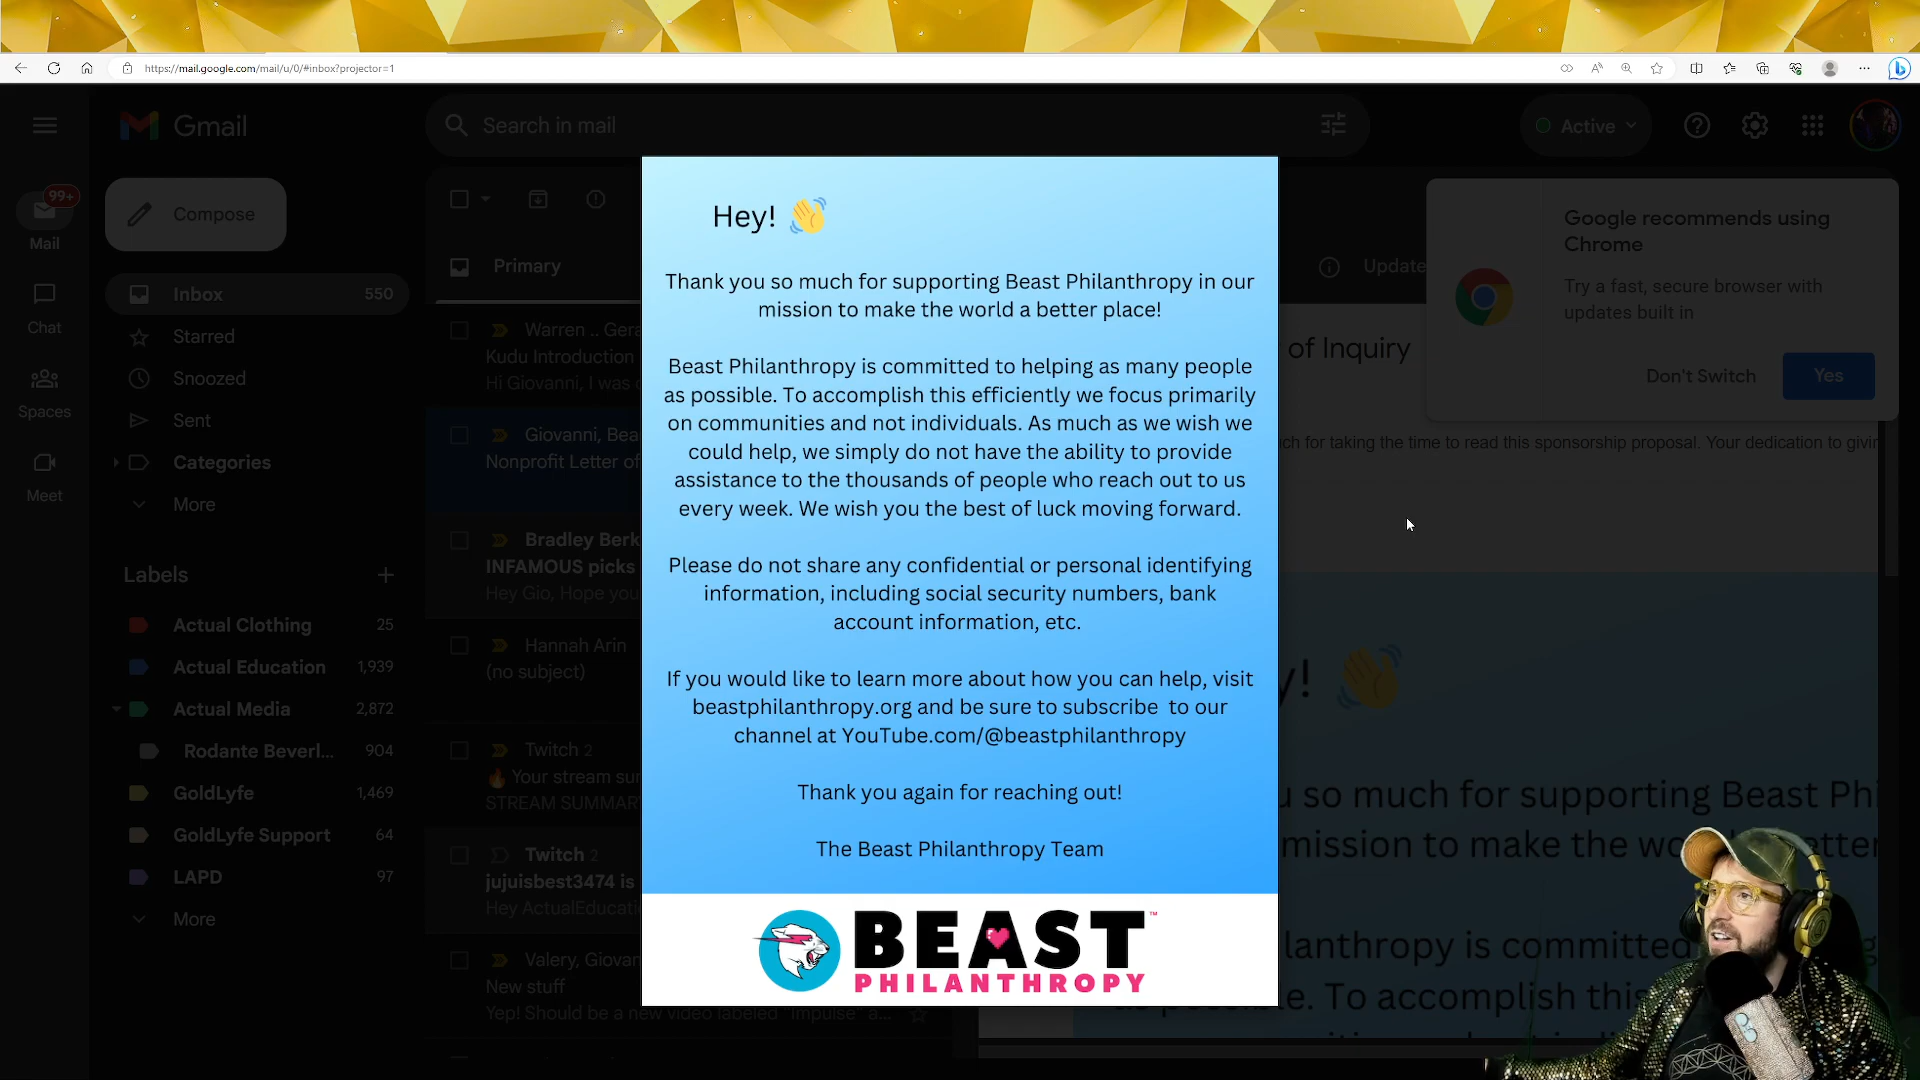 https://mail.google.com/mail/u/0/#inbox?projector=1
Gmail
Search in mail
Active
99+
Mail
Compose
Chat
Spaces
Meet
Inbox 550
Starred
Snoozed
Sent
Categories
More
Labels
Actual Clothing 25
Actual Education 1,939
Actual Media 2,872
Rodante Beverl... 904
GoldLyfe 1,469
GoldLyfe Support 64
LAPD 97
More
Primary
Warren .. Gera
Kudu Introduction
Hi Giovanni, I was
Giovanni, Bea
Nonprofit Letter of
Bradley Berk
INFAMOUS picks
Hey Gio, Hope you
Hannah Arin
(no subject)
Twitch 2
🔥 Your stream sum
STREAM SUMMARY
Twitch 2
jujuisbest3474 is
Hey ActualEducati
Valery, Giovan
New stuff
Yep! Should be a new video labeled "Impulse" a...
Hey! 👋
Thank you so much for supporting Beast Philanthropy in our
mission to make the world a better place!
Beast Philanthropy is committed to helping as many people
as possible. To accomplish this efficiently we focus primarily
on communities and not individuals. As much as we wish we
could help, we simply do not have the ability to provide
assistance to the thousands of people who reach out to us
every week. We wish you the best of luck moving forward.
Please do not share any confidential or personal identifying
information, including social security numbers, bank
account information, etc.
If you would like to learn more about how you can help, visit
beastphilanthropy.org and be sure to subscribe to our
channel at YouTube.com/@beastphilanthropy
Thank you again for reaching out!
The Beast Philanthropy Team
BEAST™
PHILANTHROPY
Update
Google recommends using
Chrome
Try a fast, secure browser with
updates built in
Don't Switch
Yes
of Inquiry
ch for taking the time to read this sponsorship proposal. Your dedication to givin
y! 👋
u so much for supporting Beast Phi
mission to make the wo etter
lanthropy is committed
as possible. To accomplish this